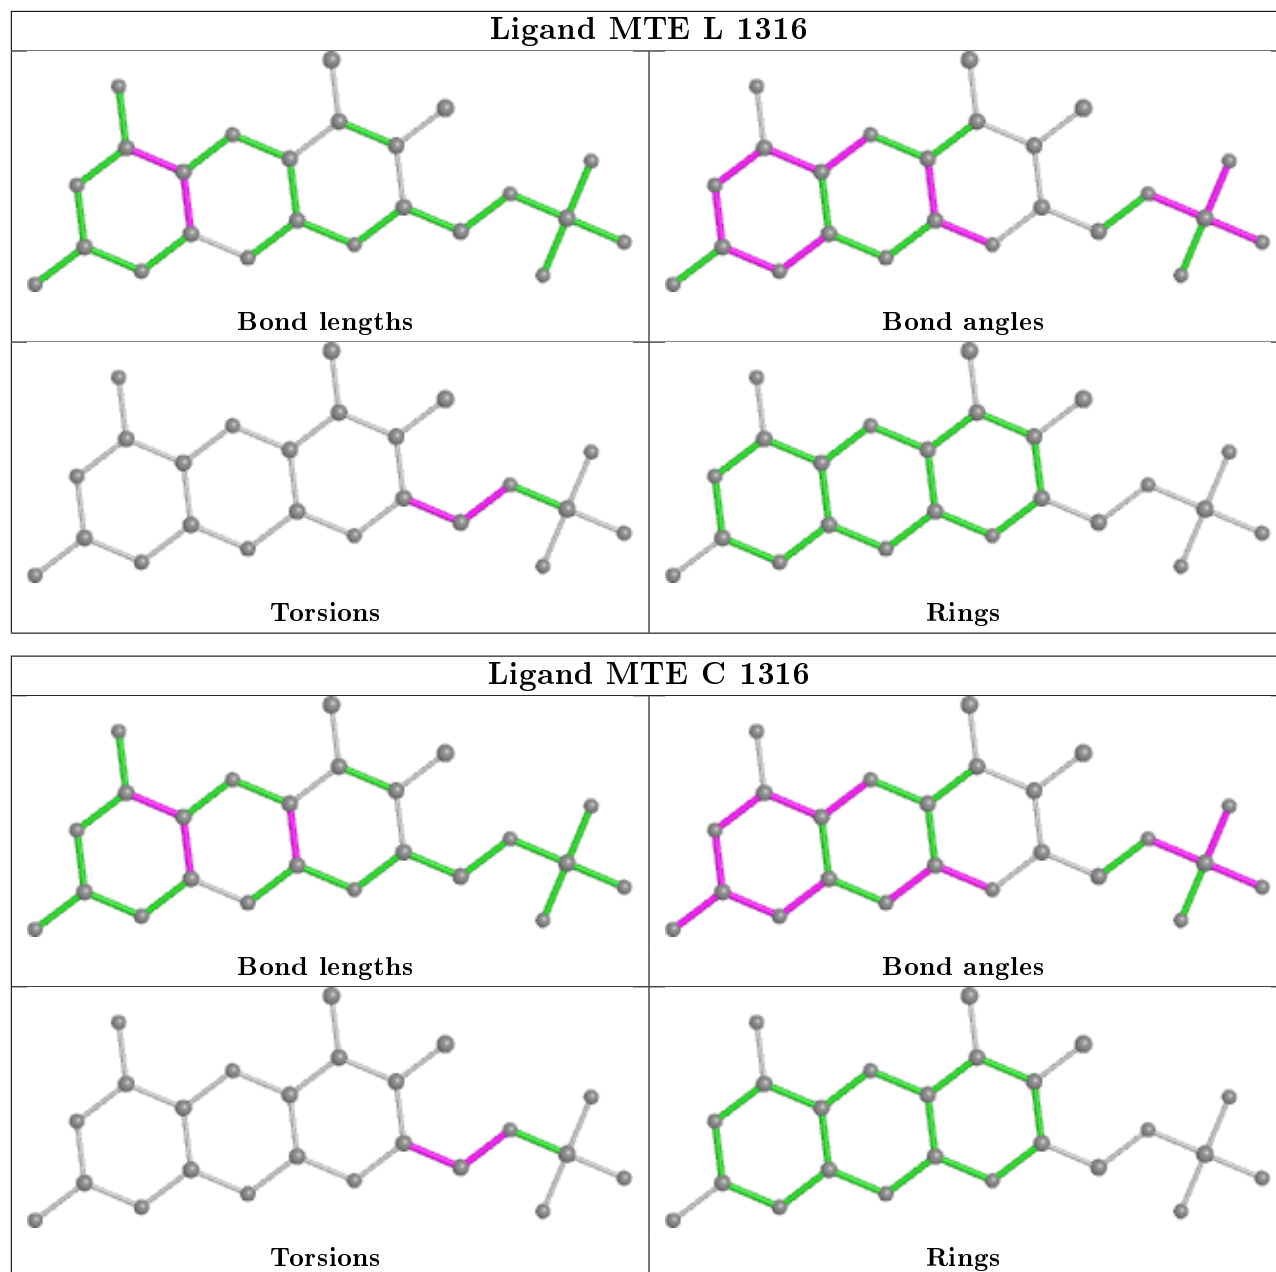 Ligand MTE L 1316
Bond lengths
Bond angles
Torsions
Rings
Ligand MTE C 1316
Bond lengths
Bond angles
Torsions
Rings